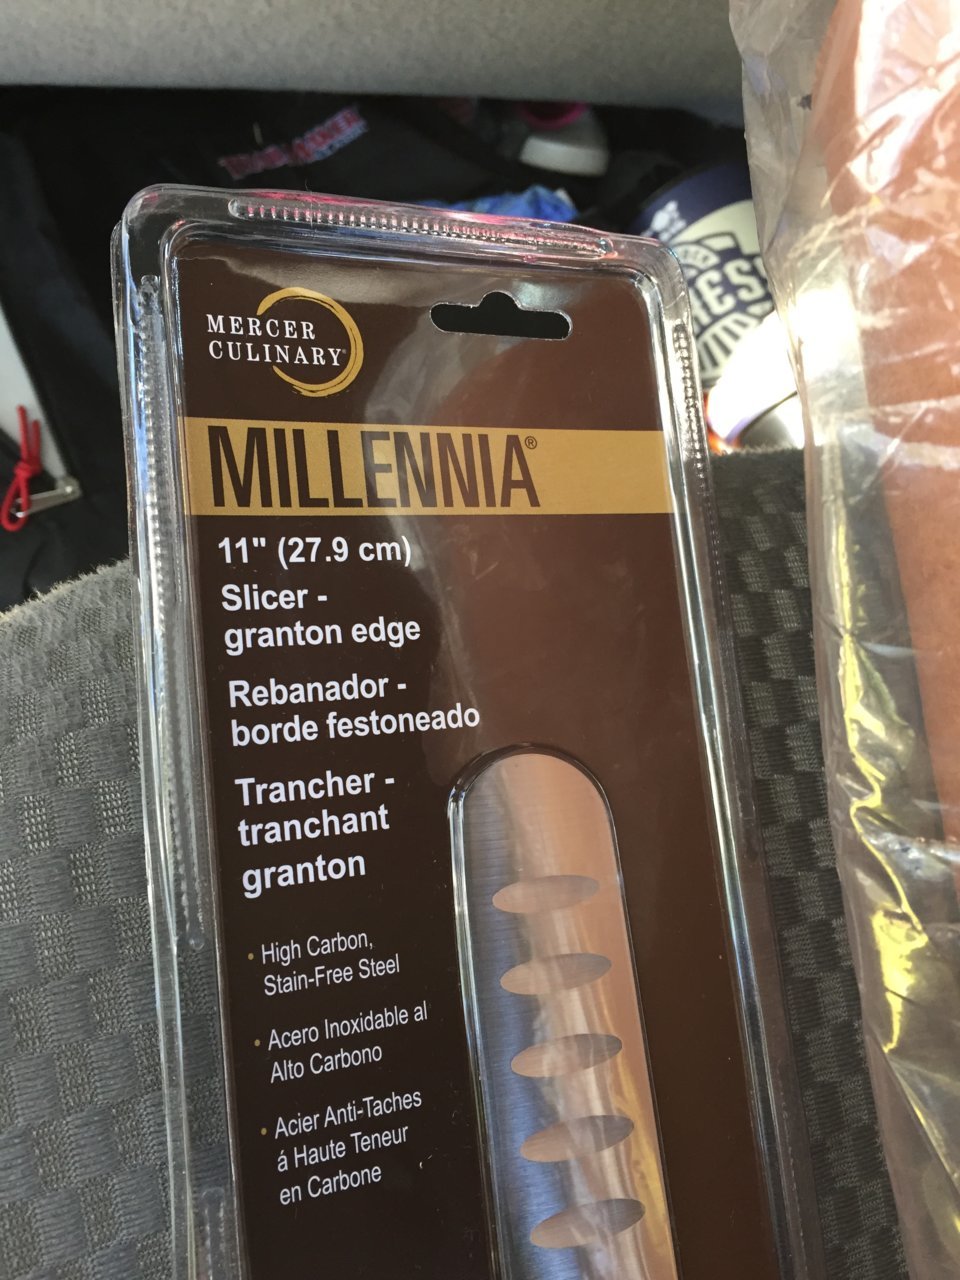 MERCER
CULINARY®
MILLENNIA®
11" (27.9 cm)
Slicer -
granton edge
Rebanador -
borde festoneado
Trancher -
tranchant
granton
• High Carbon,
Stain-Free Steel
• Acero Inoxidable al
Alto Carbono
• Acier Anti-Taches
á Haute Teneur
en Carbone